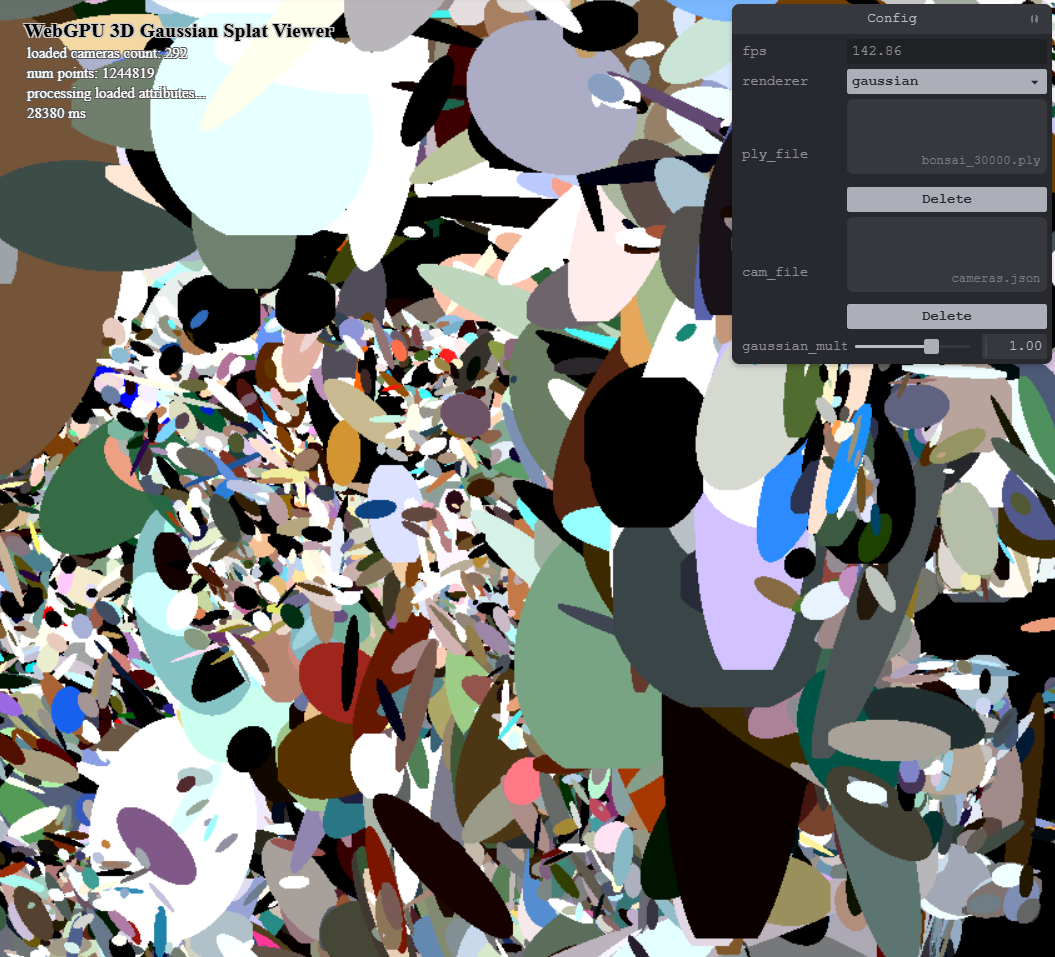 WebGPU 3D Gaussian Splat Viewer
loaded cameras count: 292
num points: 1244819
processing loaded attributes...
28380 ms
Config
fps 142.86
renderer gaussian
ply_file bonsai_30000.ply
Delete
cam_file cameras.json
Delete
gaussian_mult 1.00